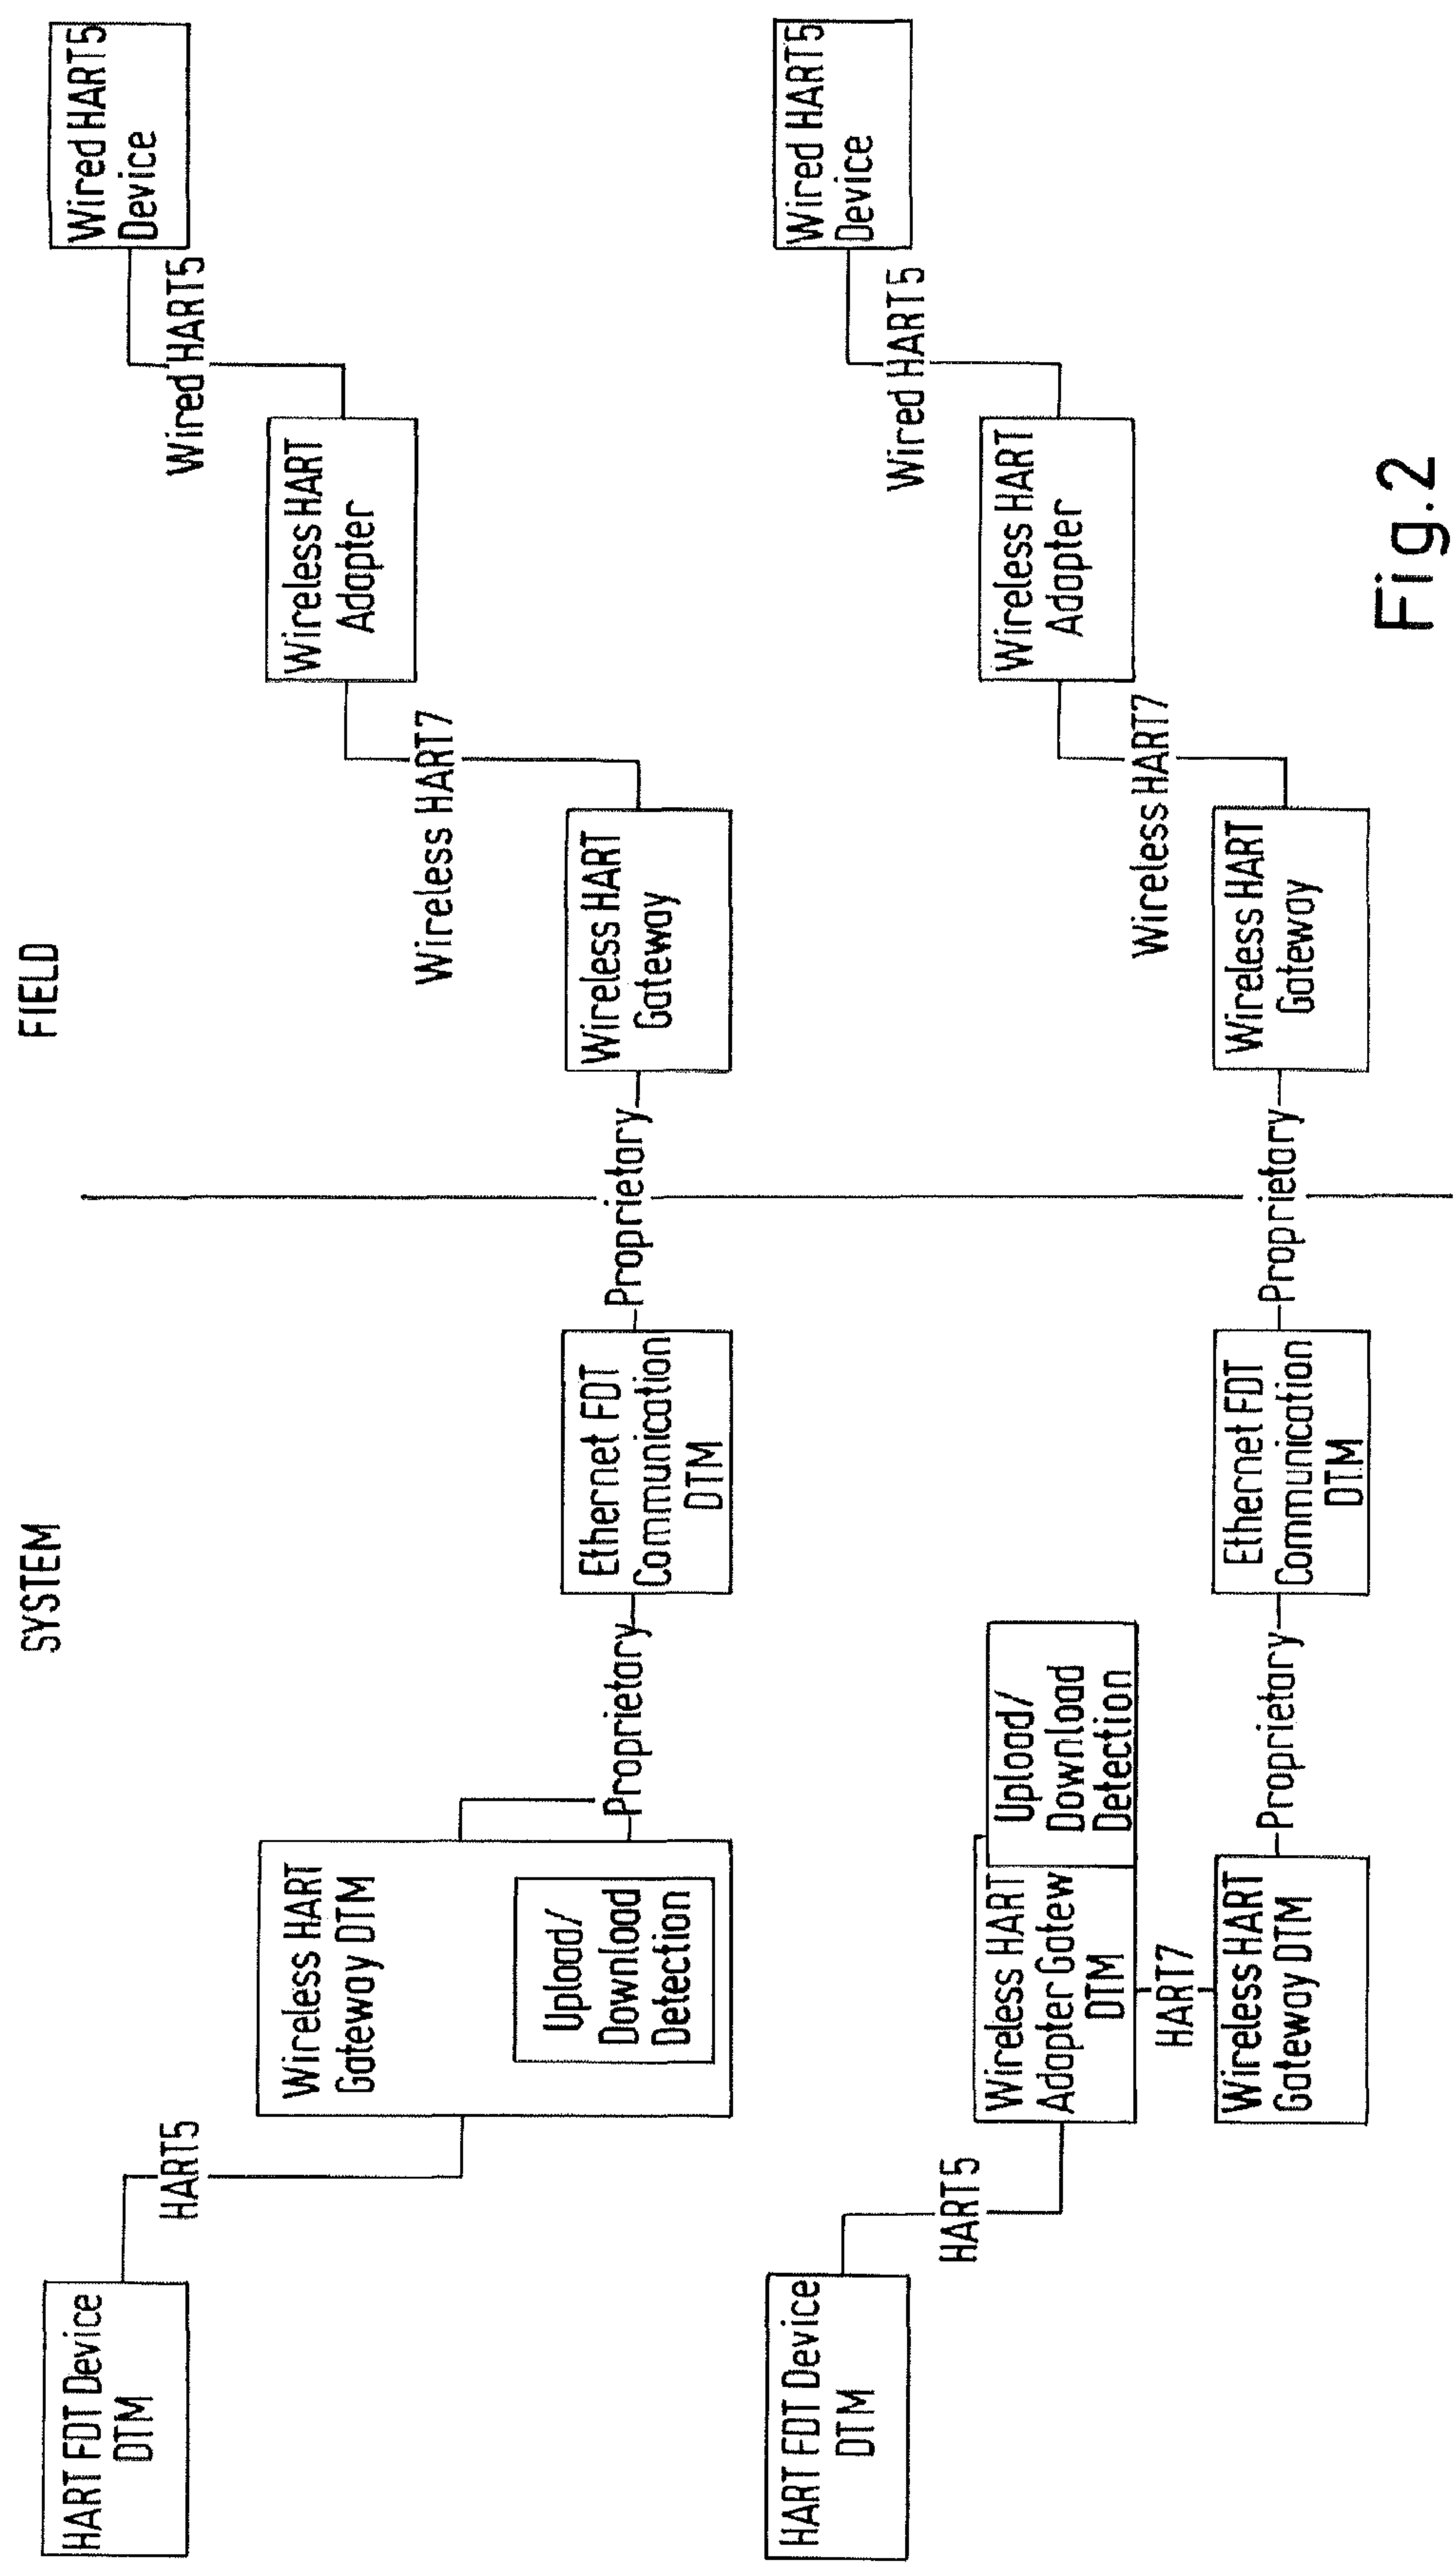 SYSTEM
FIELD
HART FDT Device
DTM
HART5
Wireless HART
Gateway DTM
Upload/
Download
Detection
Proprietary
Ethernet FDT
Communication
DTM
Proprietary
Wireless HART
Gateway
Wireless HART7
Wireless HART
Adapter
Wired HART5
Wired HART5
Device
HART FDT Device
DTM
HART5
Wireless HART
Adapter Gatew
DTM
Upload/
Download
Detection
HART7
Wireless HART
Gateway DTM
Proprietary
Ethernet FDT
Communication
DTM
Proprietary
Wireless HART
Gateway
Wireless HART7
Wireless HART
Adapter
Wired HART5
Wired HART5
Device
Fig.2